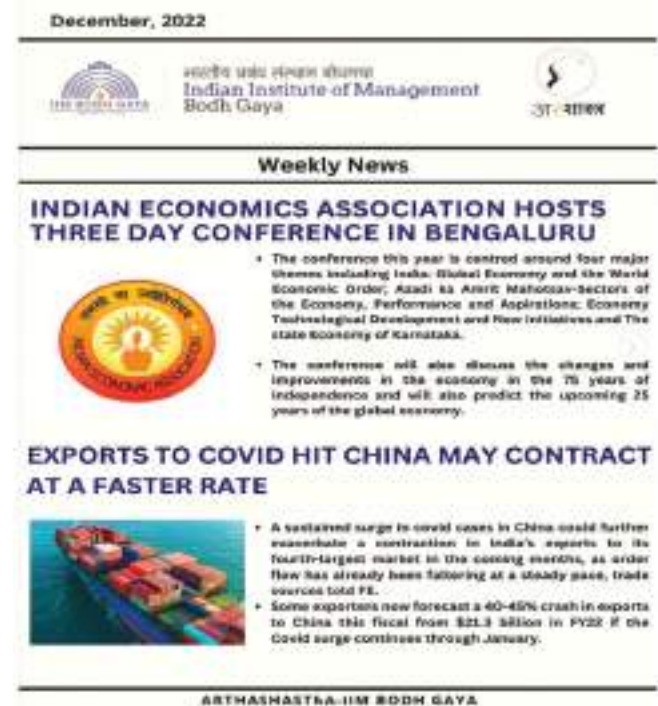 December, 2022
भारतीय प्रबंध संस्थान बोधगया
Indian Institute of Management
Bodh Gaya
IIM BODH GAYA
Weekly News
INDIAN ECONOMICS ASSOCIATION HOSTS
THREE DAY CONFERENCE IN BENGALURU
• The conference this year is centred around four major
themes including India: Global Economy and the World
Economic Order; Azadi ka Amrit Mahotsav-Sectors of
the Economy, Performance and Aspirations; Economy
Technological Development and New Initiatives and The
state Economy of Karnataka.
• The conference will also discuss the changes and
improvements in the economy in the 75 years of
independence and will also predict the upcoming 25
years of the global economy.
तमसो मा ज्योतिर्गमय
INDIAN ECONOMIC ASSOCIATION
EXPORTS TO COVID HIT CHINA MAY CONTRACT
AT A FASTER RATE
• A sustained surge in covid cases in China could further
exacerbate a contraction in India's exports to its
fourth-largest market in the coming months, as order
flow has already been faltering at a steady pace, trade
sources told FE.
• Some exporters now forecast a 40-45% crash in exports
to China this fiscal from $21.3 billion in FY22 if the
Covid surge continues through January.
ARTHASHASTRA-IIM BODH GAYA